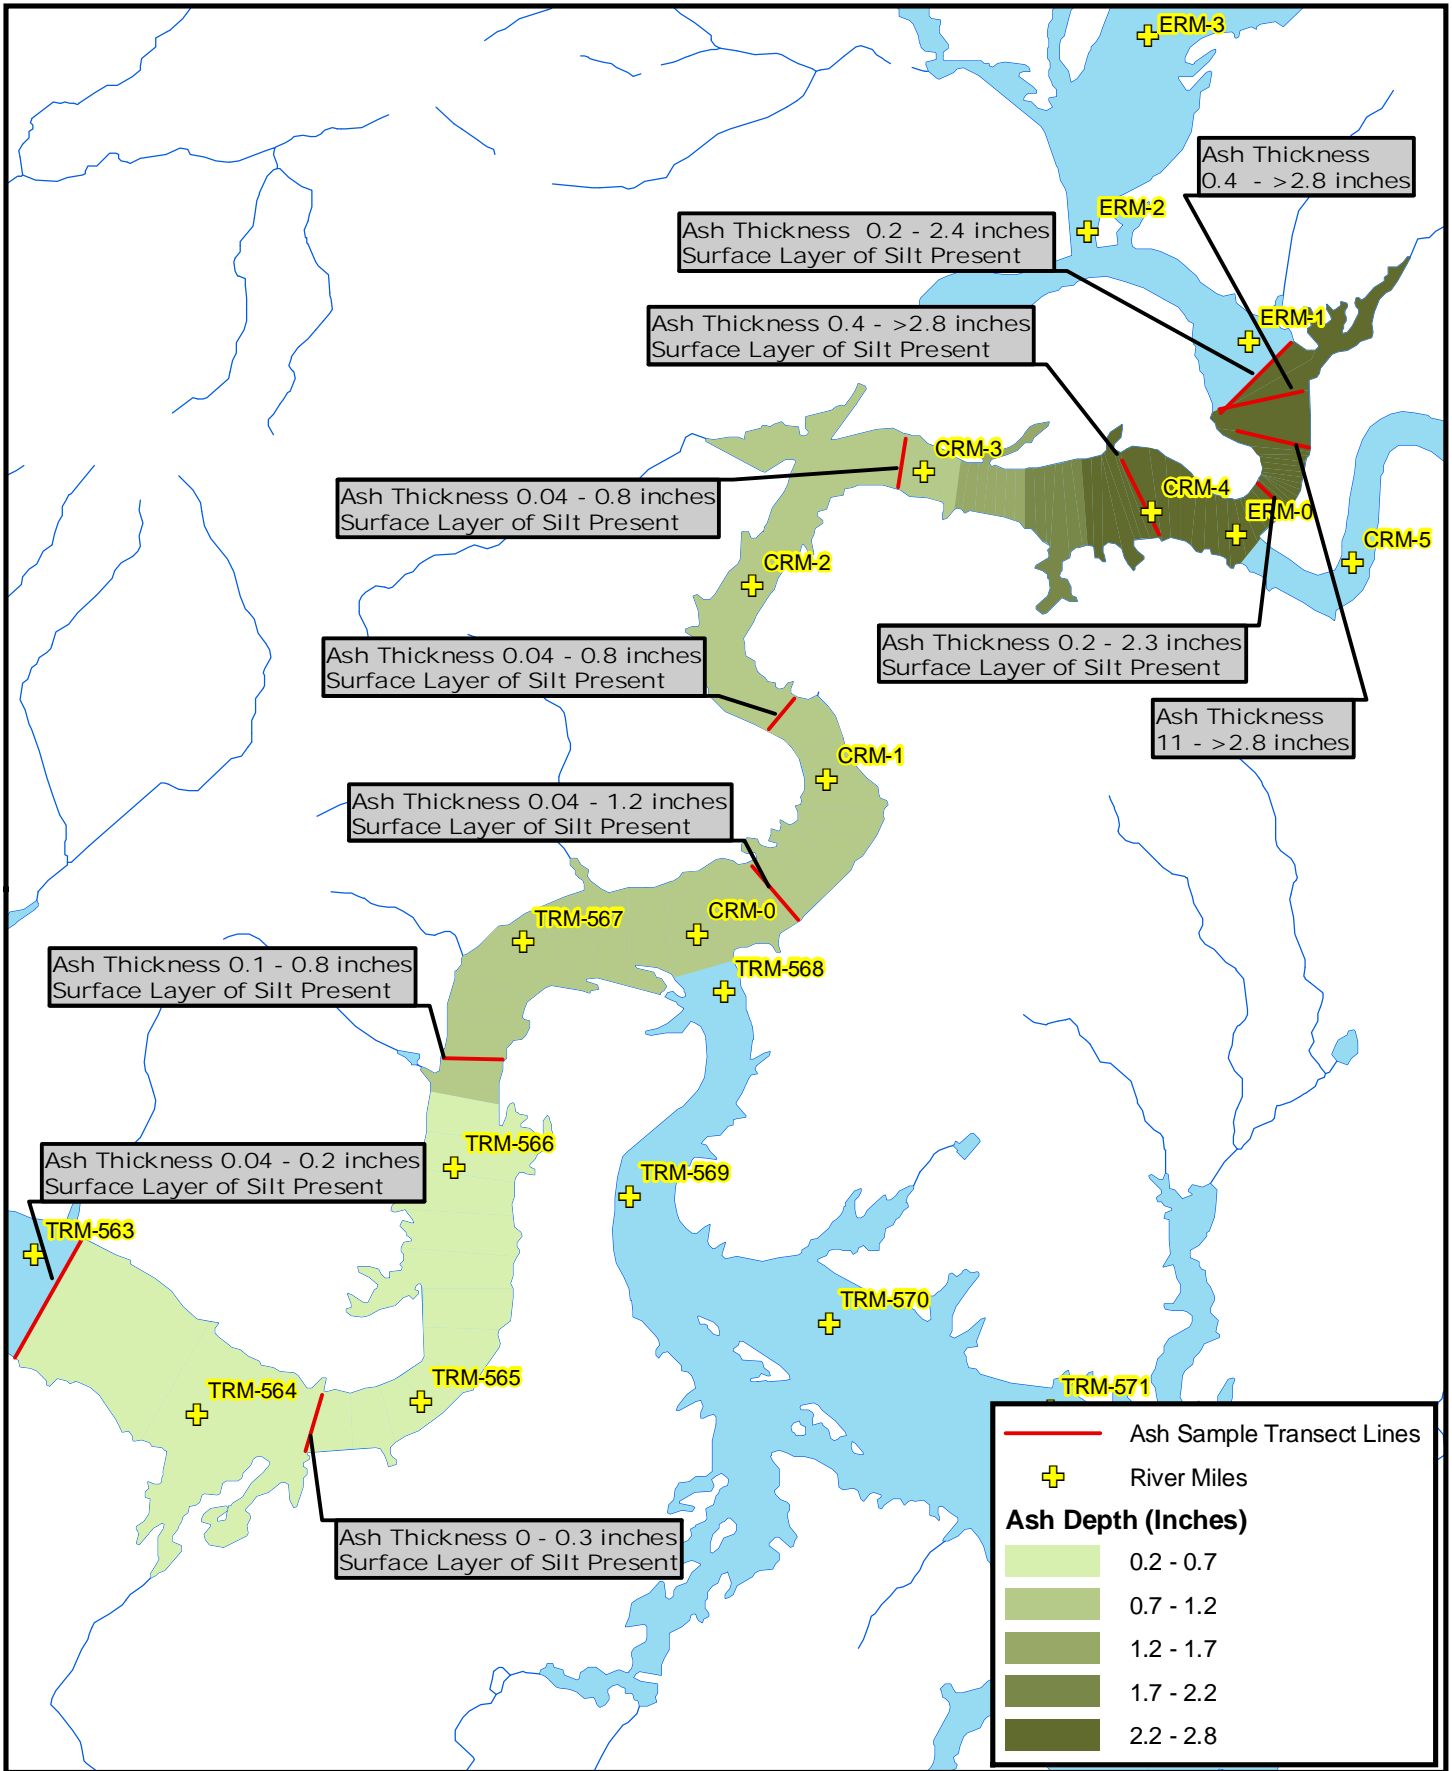 ERM-3
Ash Thickness
0.4 - >2.8 inches
ERM-2
Ash Thickness 0.2 - 2.4 inches
Surface Layer of Silt Present
ERM-1
Ash Thickness 0.4 - >2.8 inches
Surface Layer of Silt Present
CRM-3
Ash Thickness 0.04 - 0.8 inches
Surface Layer of Silt Present
CRM-4
ERM-0
CRM-5
CRM-2
Ash Thickness 0.04 - 0.8 inches
Surface Layer of Silt Present
Ash Thickness 0.2 - 2.3 inches
Surface Layer of Silt Present
Ash Thickness
11 - >2.8 inches
CRM-1
Ash Thickness 0.04 - 1.2 inches
Surface Layer of Silt Present
TRM-567
CRM-0
Ash Thickness 0.1 - 0.8 inches
Surface Layer of Silt Present
TRM-568
TRM-566
Ash Thickness 0.04 - 0.2 inches
Surface Layer of Silt Present
TRM-569
TRM-563
TRM-570
TRM-564
TRM-565
TRM-571
Ash Thickness 0 - 0.3 inches
Surface Layer of Silt Present
Ash Sample Transect Lines
River Miles
Ash Depth (Inches)
0.2 - 0.7
0.7 - 1.2
1.2 - 1.7
1.7 - 2.2
2.2 - 2.8